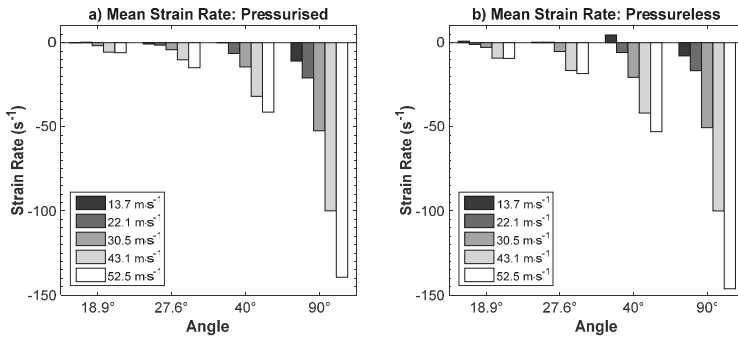 a) Mean Strain Rate: Pressurised
0
-50
-100
-150
Strain Rate (s⁻¹)
13.7 m·s⁻¹
22.1 m·s⁻¹
30.5 m·s⁻¹
43.1 m·s⁻¹
52.5 m·s⁻¹
18.9°
27.6°
40°
90°
Angle
b) Mean Strain Rate: Pressureless
0
-50
-100
-150
Strain Rate (s⁻¹)
13.7 m·s⁻¹
22.1 m·s⁻¹
30.5 m·s⁻¹
43.1 m·s⁻¹
52.5 m·s⁻¹
18.9°
27.6°
40°
90°
Angle